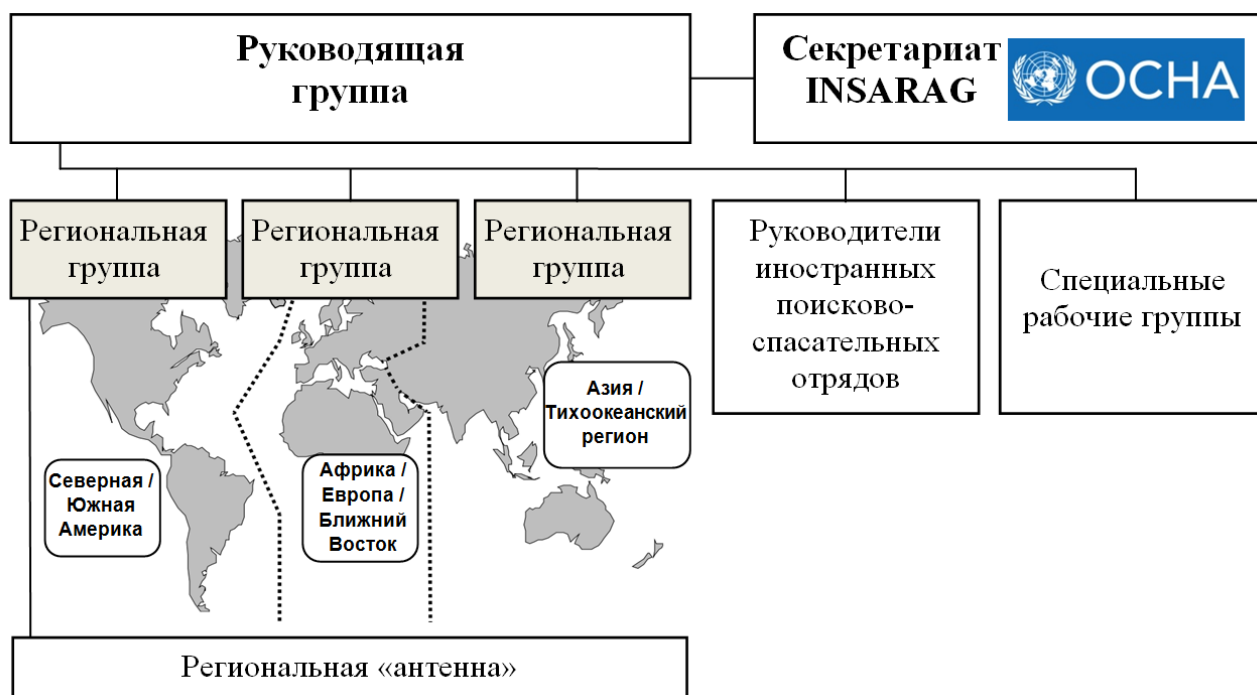 Руководящая
группа
Секретариат
INSARAG
OCHA
Региональная
группа
Региональная
группа
Региональная
группа
Руководители
иностранных
поисково-
спасательных
отрядов
Специальные
рабочие группы
Азия /
Тихоокеанский
регион
Северная /
Южная
Америка
Африка /
Европа /
Ближний
Восток
Региональная «антенна»